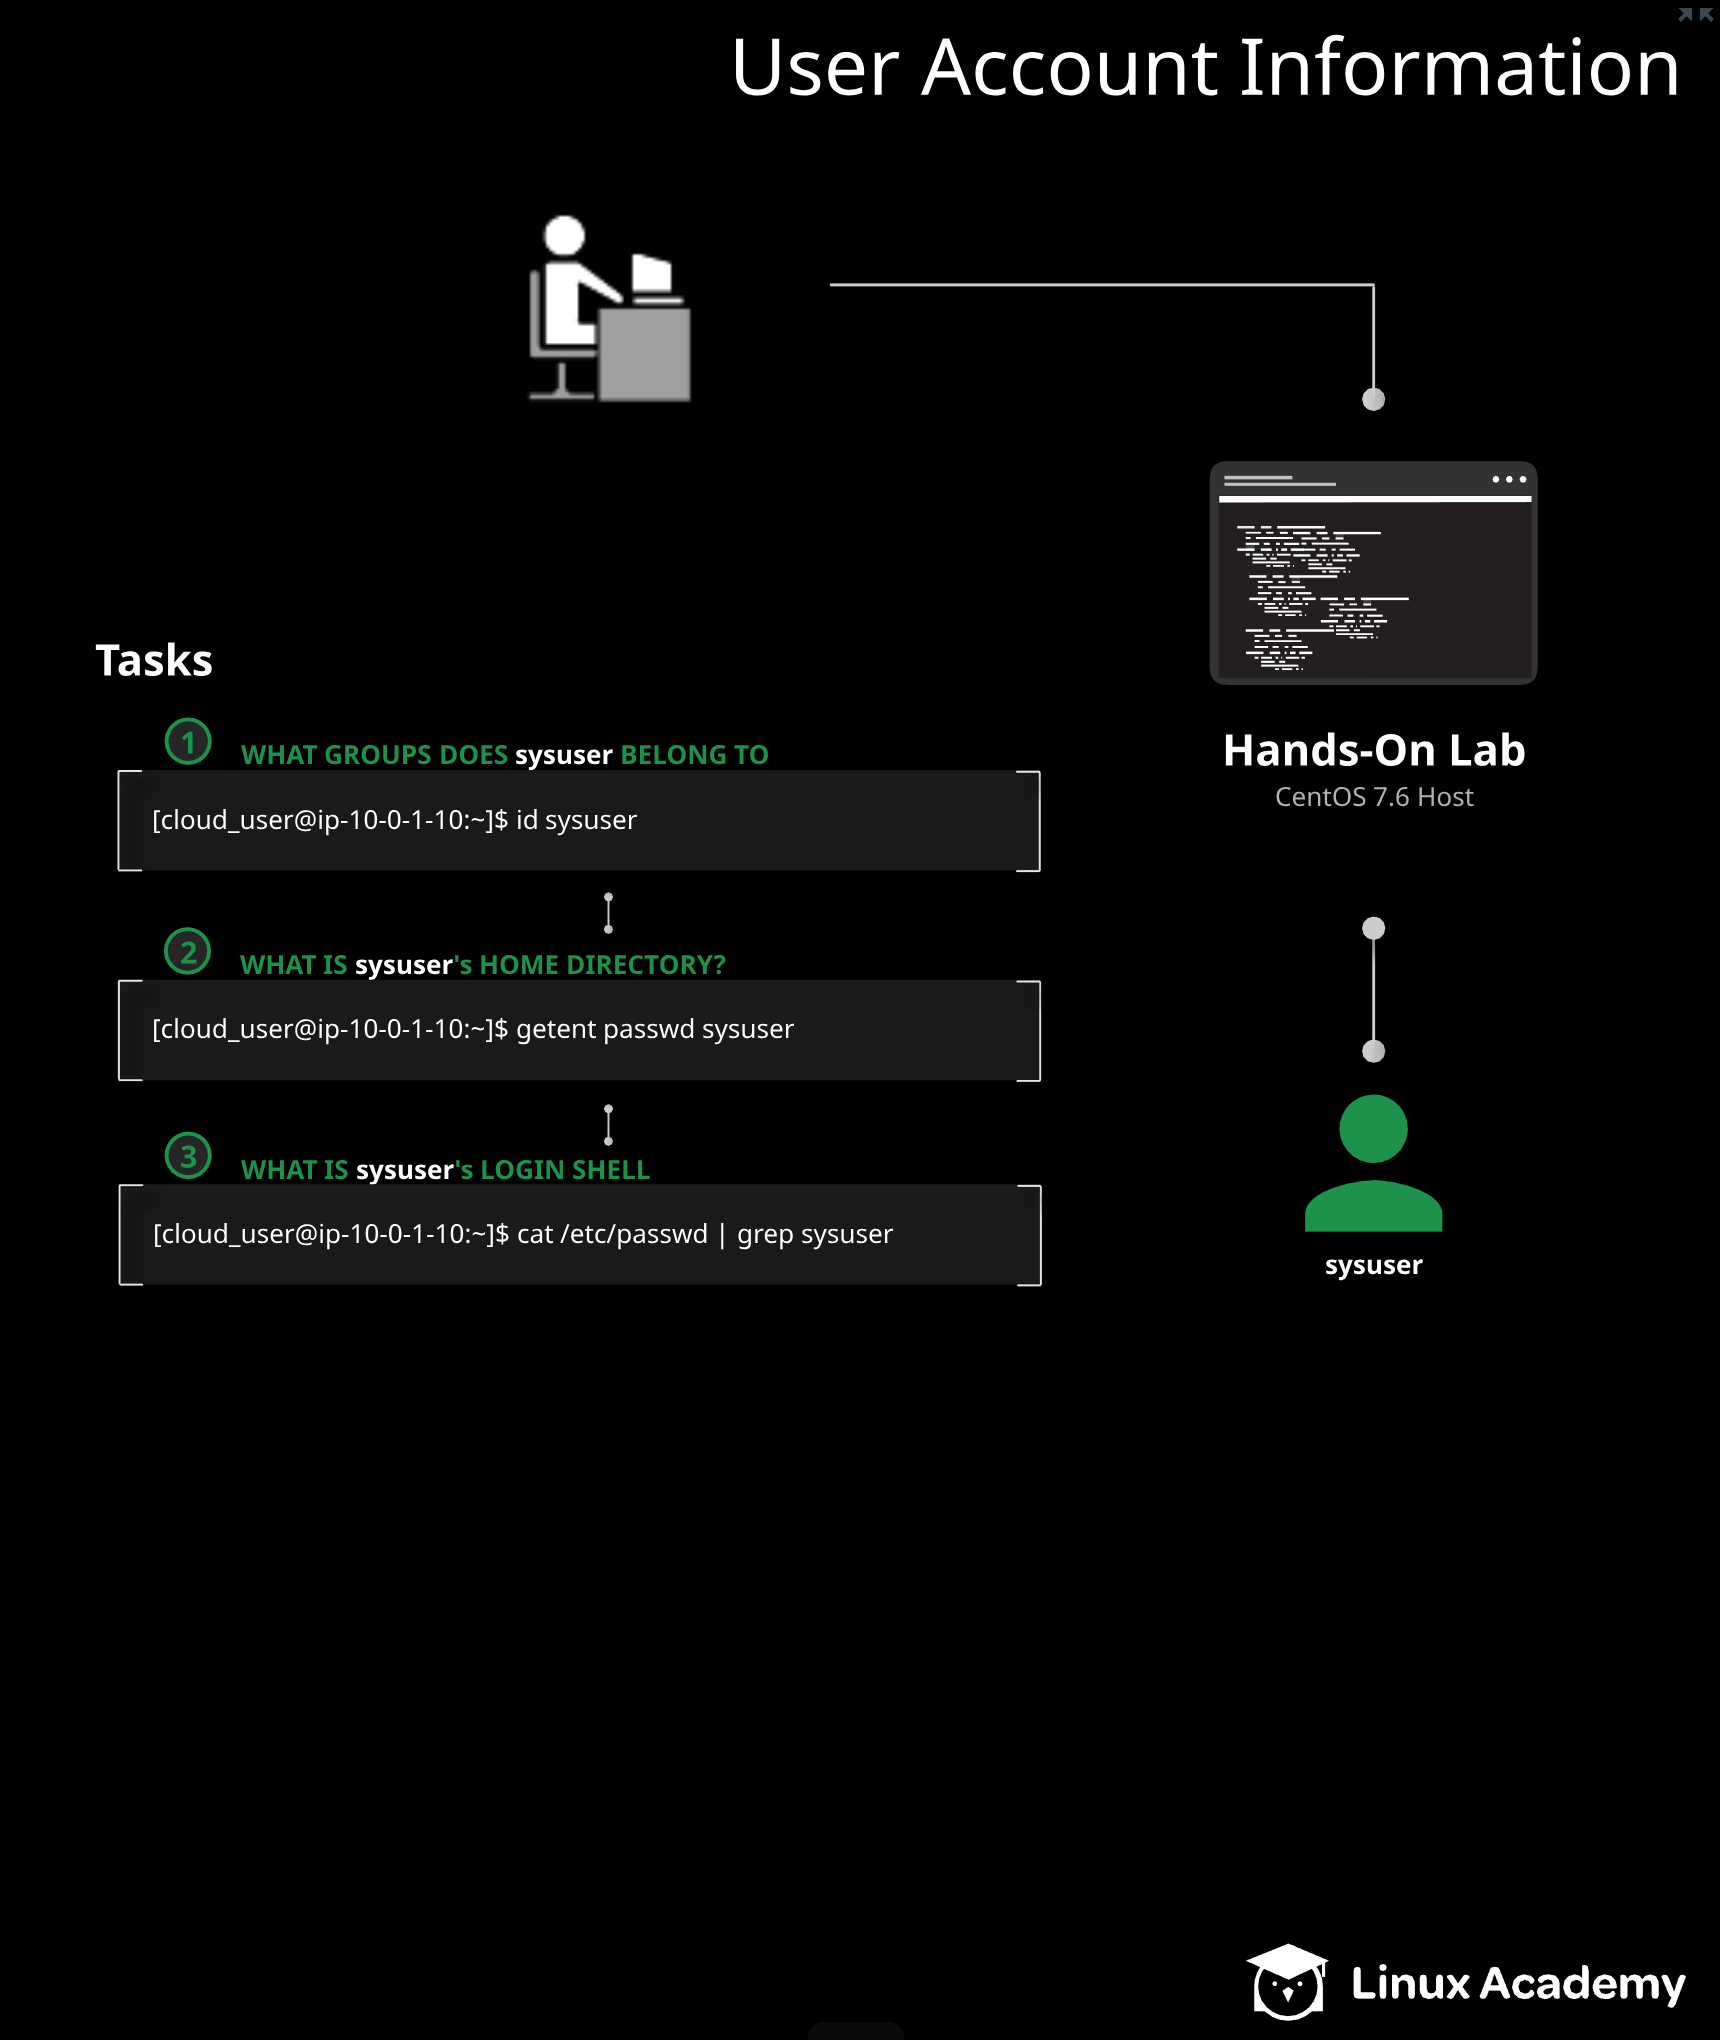 User Account Information
Tasks
1
WHAT GROUPS DOES sysuser BELONG TO
[cloud_user@ip-10-0-1-10:~]$ id sysuser
2
WHAT IS sysuser's HOME DIRECTORY?
[cloud_user@ip-10-0-1-10:~]$ getent passwd sysuser
3
WHAT IS sysuser's LOGIN SHELL
[cloud_user@ip-10-0-1-10:~]$ cat /etc/passwd | grep sysuser
Hands-On Lab
CentOS 7.6 Host
sysuser
Linux Academy